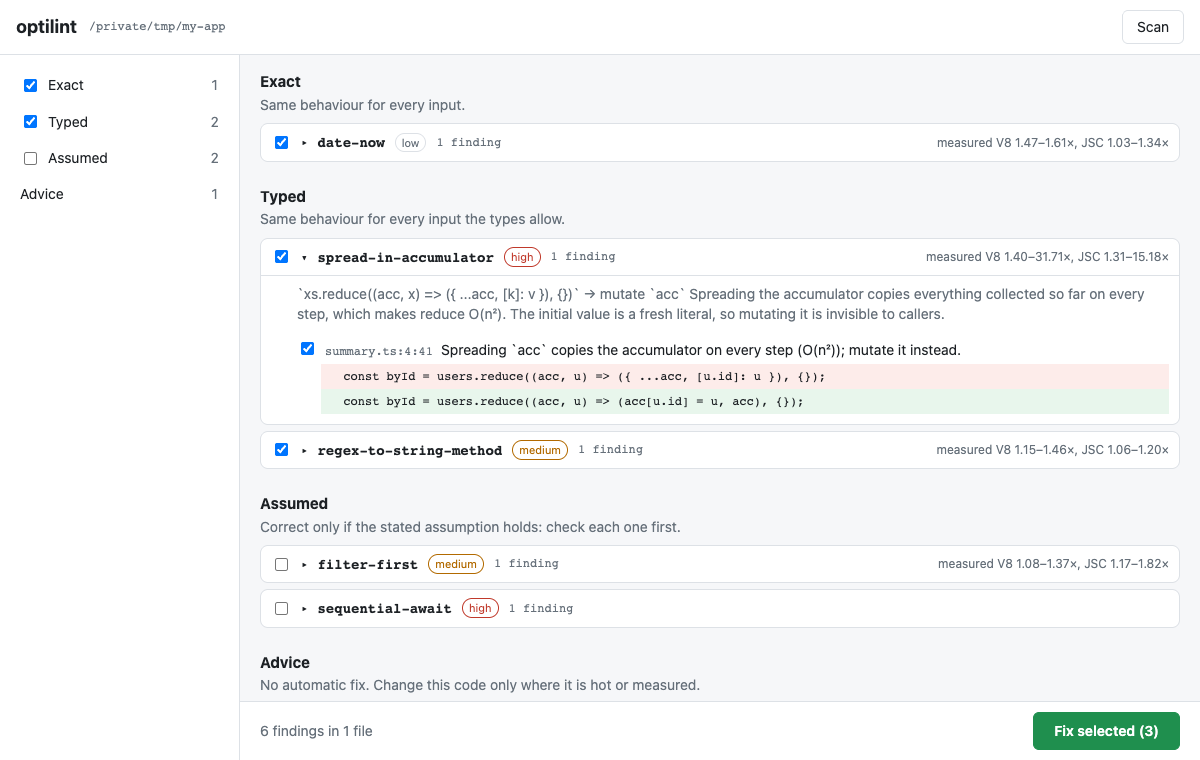 optilint /private/tmp/my-app Scan
Exact 1
Typed 2
Assumed 2
Advice 1
Exact
Same behaviour for every input.
date-now low 1 finding measured V8 1.47–1.61×, JSC 1.03–1.34×
Typed
Same behaviour for every input the types allow.
spread-in-accumulator high 1 finding measured V8 1.40–31.71×, JSC 1.31–15.18×
`xs.reduce((acc, x) => ({ ...acc, [k]: v }), {})` → mutate `acc` Spreading the accumulator copies everything collected so far on every
step, which makes reduce O(n²). The initial value is a fresh literal, so mutating it is invisible to callers.
summary.ts:4:41 Spreading `acc` copies the accumulator on every step (O(n²)); mutate it instead.
const byId = users.reduce((acc, u) => ({ ...acc, [u.id]: u }), {});
const byId = users.reduce((acc, u) => (acc[u.id] = u, acc), {});
regex-to-string-method medium 1 finding measured V8 1.15–1.46×, JSC 1.06–1.20×
Assumed
Correct only if the stated assumption holds: check each one first.
filter-first medium 1 finding measured V8 1.08–1.37×, JSC 1.17–1.82×
sequential-await high 1 finding
Advice
No automatic fix. Change this code only where it is hot or measured.
6 findings in 1 file Fix selected (3)